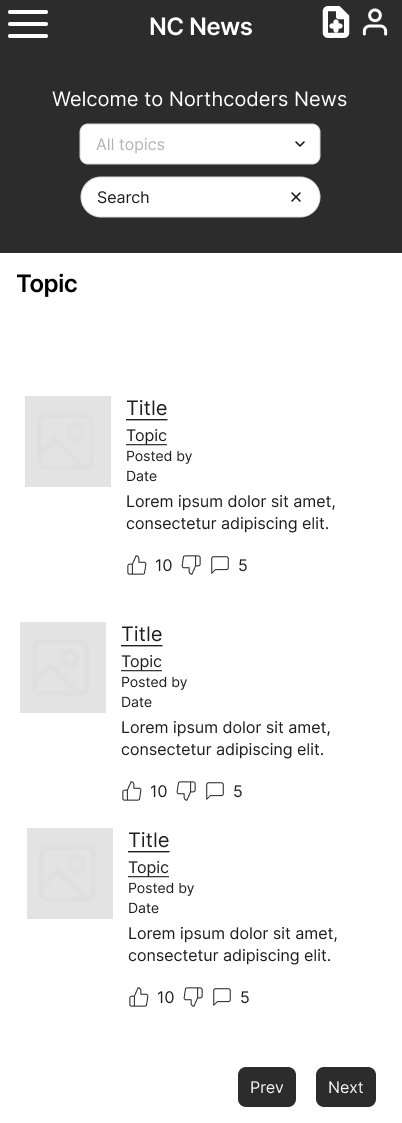 NC News
Welcome to Northcoders News
All topics
Search
Topic
Title
Topic
Posted by
Date
Lorem ipsum dolor sit amet,
consectetur adipiscing elit.
10 5
Title
Topic
Posted by
Date
Lorem ipsum dolor sit amet,
consectetur adipiscing elit.
10 5
Title
Topic
Posted by
Date
Lorem ipsum dolor sit amet,
consectetur adipiscing elit.
10 5
Prev Next